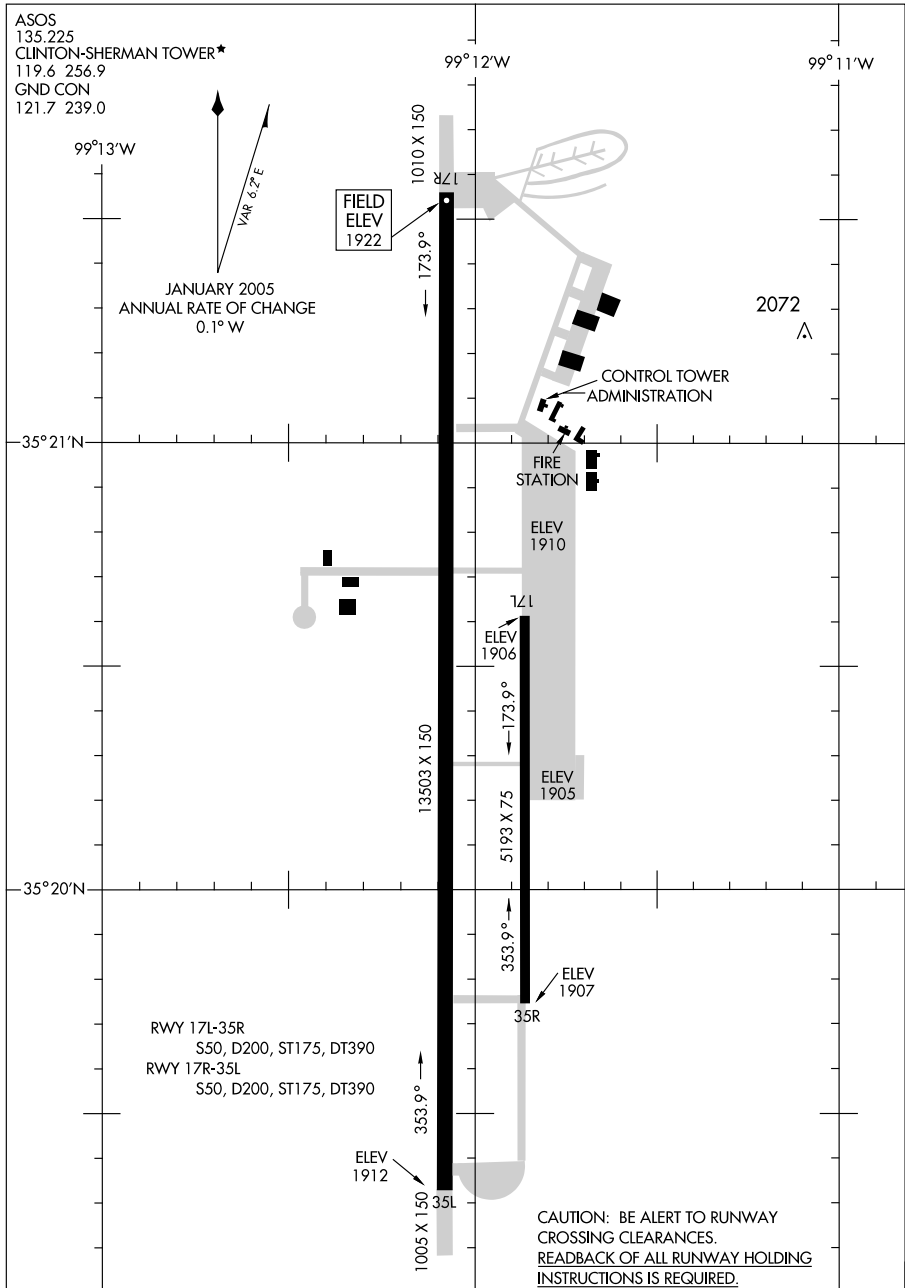 ASOS
135.225
CLINTON-SHERMAN TOWER★
119.6 256.9
GND CON
121.7 239.0
99°13'W
99°12'W
99°11'W
VAR 6.2° E
JANUARY 2005
ANNUAL RATE OF CHANGE
0.1° W
1010 X 150
17R
FIELD
ELEV
1922
173.9°
2072
CONTROL TOWER
ADMINISTRATION
35°21'N
FIRE
STATION
ELEV
1910
17L
ELEV
1906
173.9°
13503 X 150
ELEV
1905
5193 X 75
35°20'N
353.9°
ELEV
1907
35R
RWY 17L-35R
S50, D200, ST175, DT390
RWY 17R-35L
S50, D200, ST175, DT390
353.9°
ELEV
1912
35L
1005 X 150
CAUTION: BE ALERT TO RUNWAY
CROSSING CLEARANCES.
READBACK OF ALL RUNWAY HOLDING
INSTRUCTIONS IS REQUIRED.